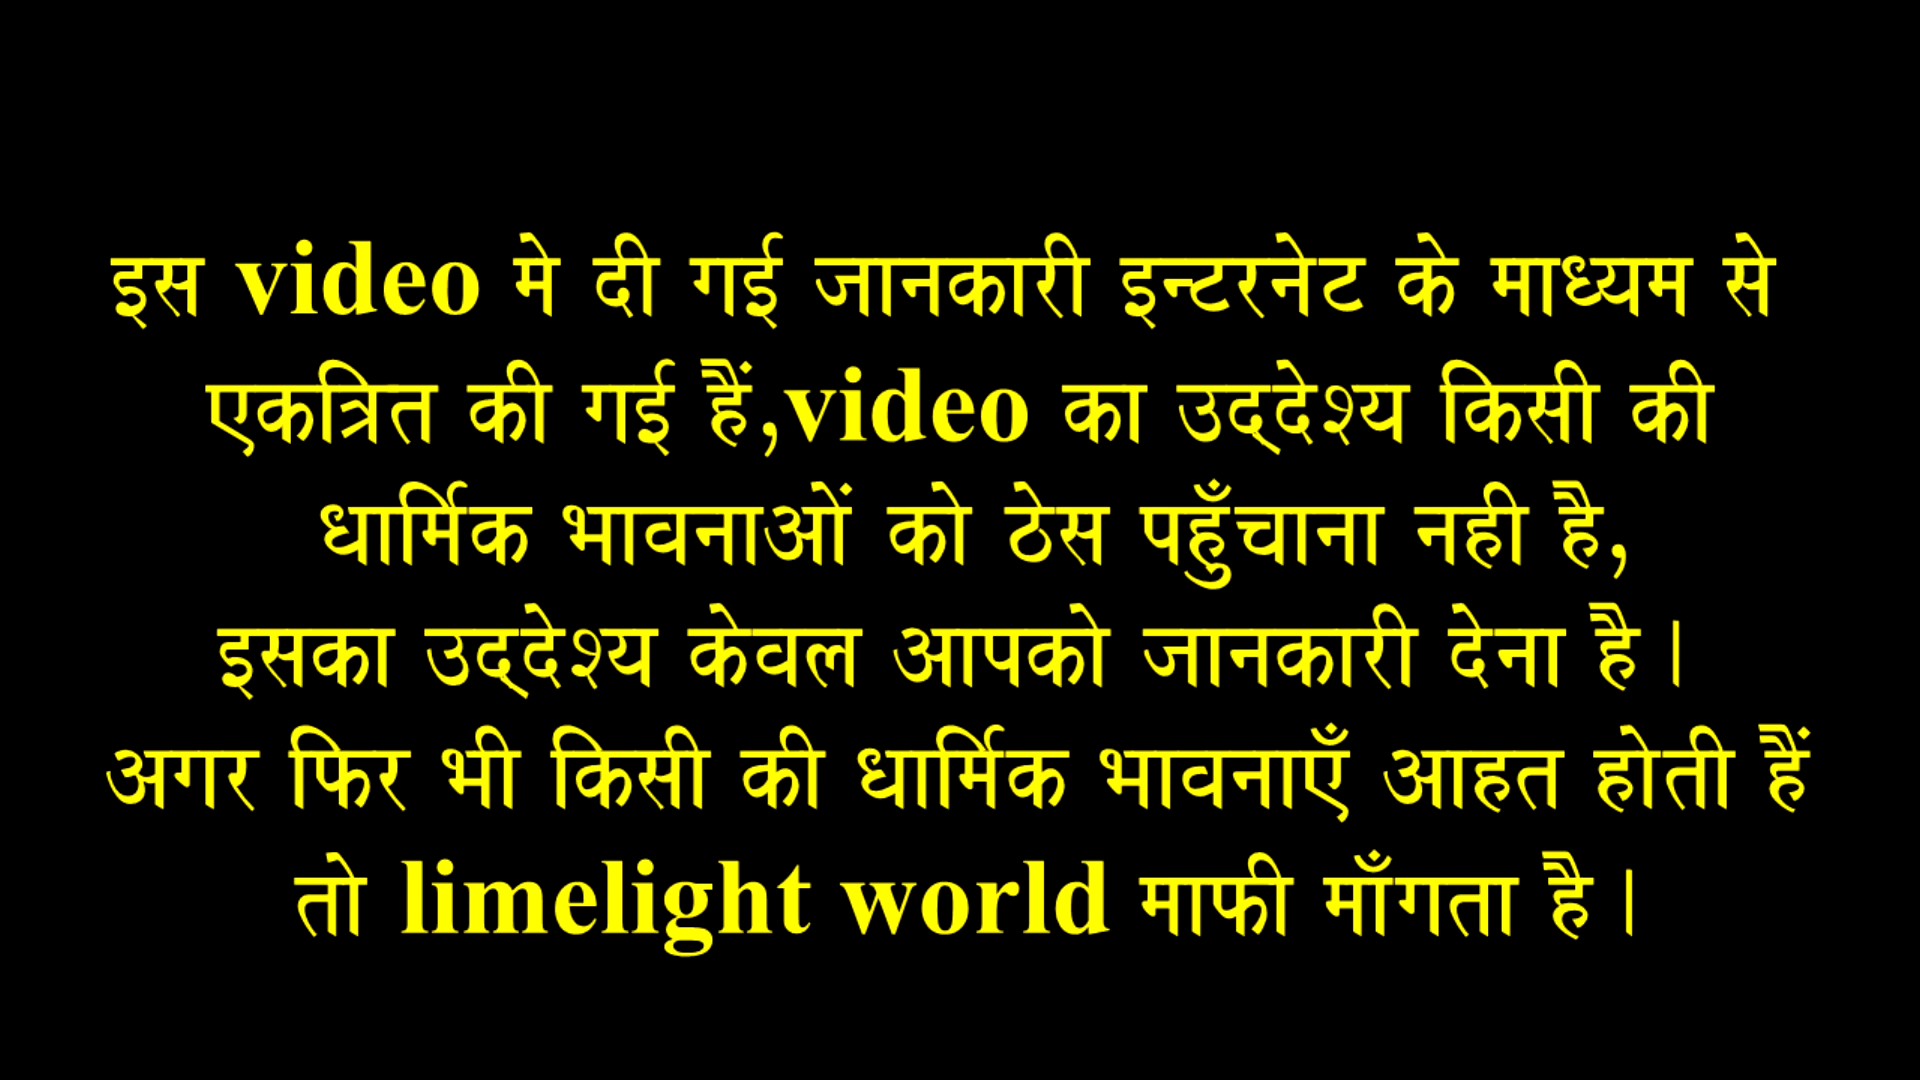 इस video मे दी गई जानकारी इन्टरनेट के माध्यम से
एकत्रित की गई हैं,video का उद्देश्य किसी की
धार्मिक भावनाओं को ठेस पहुँचाना नही है,
इसका उद्देश्य केवल आपको जानकारी देना है।
अगर फिर भी किसी की धार्मिक भावनाएँ आहत होती हैं
तो limelight world माफी माँगता है।